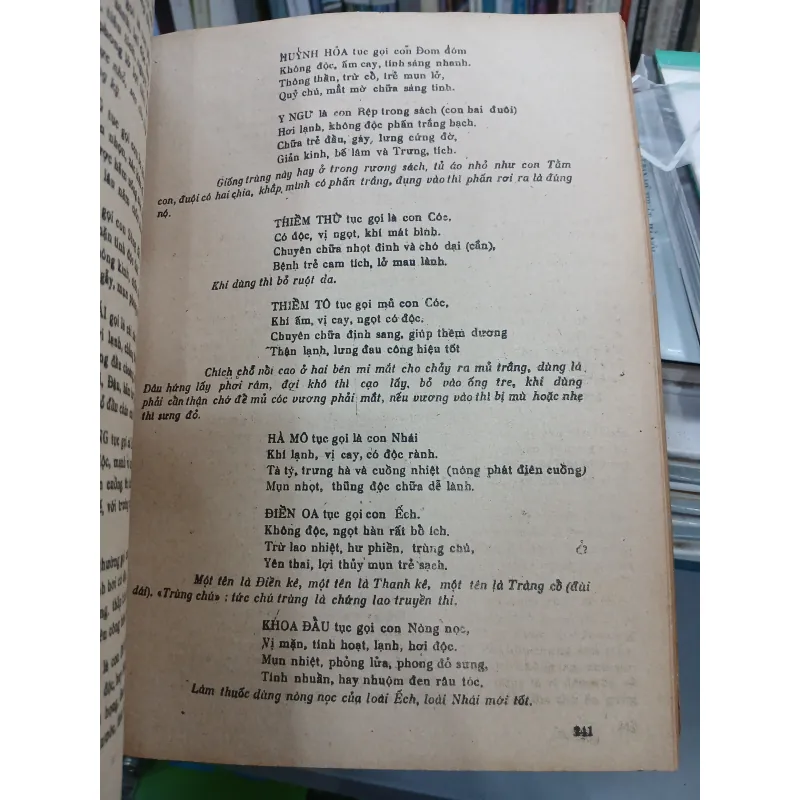 HUỲNH HỎA tục gọi con Đom đóm
Không độc, ấm cay, tính sáng nhanh.
Thông thần, trừ cổ, trẻ mụn lở,
Quỷ chú, mắt mờ chữa sáng tinh.
Y NGƯ là con Rệp trong sách (con hai đuôi)
Hơi lạnh, không độc phấn trắng bạch.
Chữa trẻ đầu, gáy, lưng cứng đờ,
Giản kinh, bế lâm và Trưng, tích.
Giống trùng này hay ở trong rương sách, tủ áo nhỏ như con Tằm
con, đuôi có hai chia, khắp mình có phấn trắng, đụng vào thì phấn rơi ra là đúng
nó.
THIỀM THỪ tục gọi là con Cóc,
Có độc, vị ngọt, khí mát bình.
Chuyên chữa nhọt đinh và chó dại (cắn),
Bệnh trẻ cam tích, lở mau lành.
Khi dùng thì bỏ ruột da.
THIỀM TÔ tục gọi mủ con Cóc,
Khí ấm, vị cay, ngọt có độc.
Chuyên chữa định sang, giúp thêm dương
Thận lạnh, lưng đau công hiệu tốt
Chích chỗ nồi cao ở hai bên mi mắt cho chảy ra mủ trắng, dùng lá
Dâu hứng lấy phơi râm, đợi khô thì cạo lấy, bỏ vào ống tre, khi dùng
phải cần thận chớ đề mủ cóc vương phải mắt, nếu vương vào thì bị mù hoặc nhẹ
thì sưng đỏ.
HÀ MÔ tục gọi là con Nhái
Khí lạnh, vị cay, có độc rành.
Tà tý, trưng hà và cuồng nhiệt (nóng phát điên cuồng)
Mụn nhọt, thũng độc chữa dễ lành.
ĐIỀN OA tục gọi con Ếch.
Không độc, ngọt hàn rất bổ ích.
Trừ lao nhiệt, hư phiền, trùng chú,
Yên thai, lợi thủy mụn trẻ sạch.
Một tên là Điền kê, một tên là Thanh kê, một tên là Tràng cổ (đùi
dài). «Trùng chú» : tức chú trùng là chứng lao truyền thi.
KHOA ĐẦU tục gọi con Nòng nọc,
Vị mặn, tính hoạt, lạnh, hơi độc.
Mụn nhiệt, phỏng lửa, phong đỏ sưng,
Tính nhuần, hay nhuộm đen râu tóc,
Làm thuốc dùng nòng nọc của loài Ếch, loài Nhái mới tốt.
241